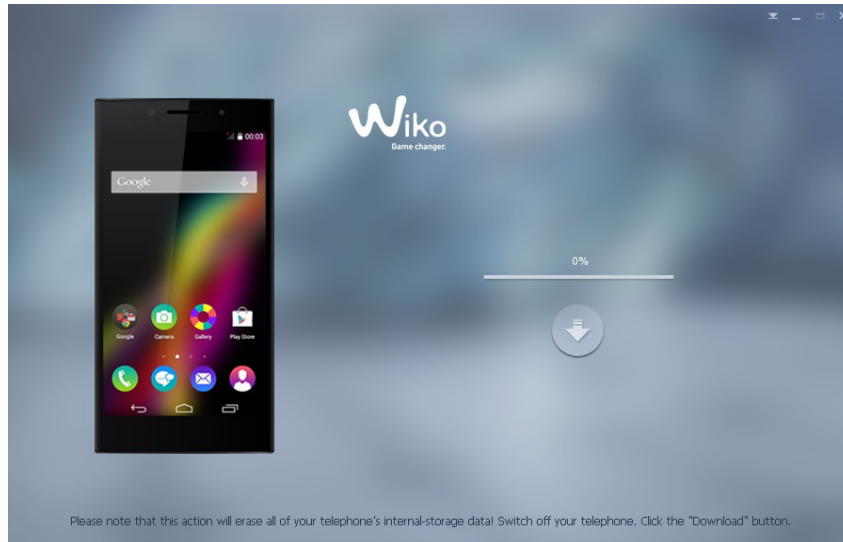 Wiko
Game changer.
00:03
Google
Google
Camera
Gallery
Play Store
0%
Please note that this action will erase all of your telephone's internal-storage data! Switch off your telephone. Click the "Download" button.